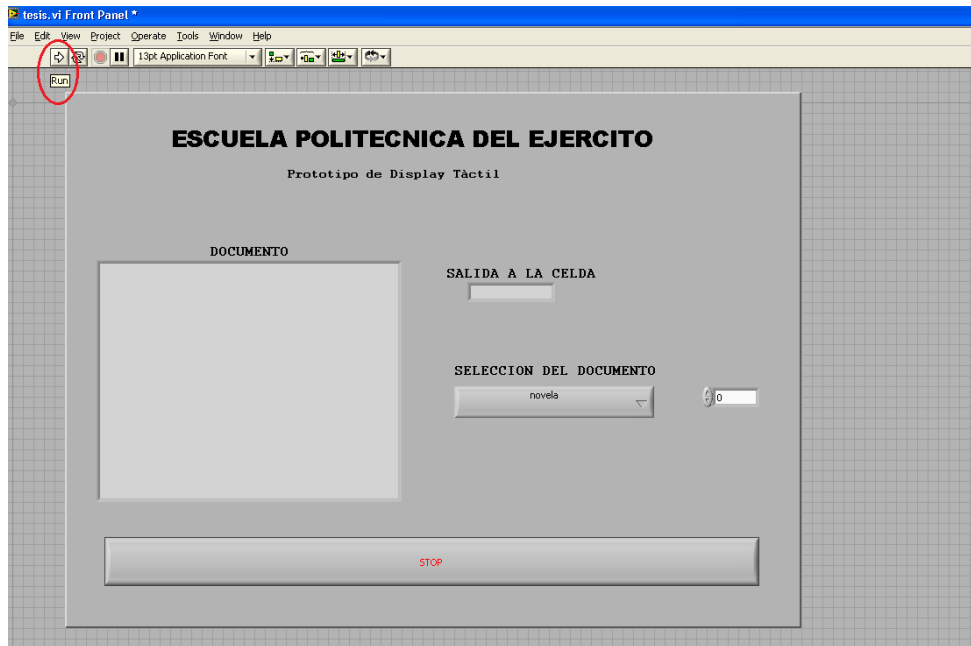 tesis.vi Front Panel *
File Edit View Project Operate Tools Window Help
13pt Application Font
Run
ESCUELA POLITECNICA DEL EJERCITO
Prototipo de Display Tàctil
DOCUMENTO
SALIDA A LA CELDA
SELECCION DEL DOCUMENTO
novela
0
STOP